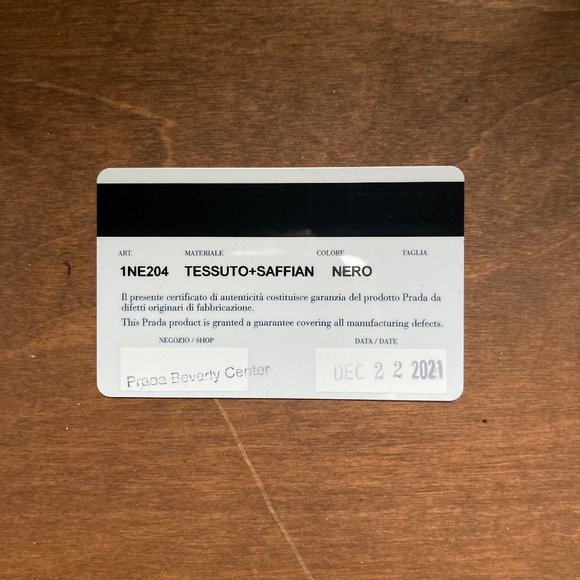 ART. MATERIALE COLORE TAGLIA
1NE204 TESSUTO+SAFFIAN NERO
Il presente certificato di autenticità costituisce garanzia del prodotto Prada da
difetti originari di fabbricazione.
This Prada product is granted a guarantee covering all manufacturing defects.
NEGOZIO / SHOP DATA / DATE
Prada Beverly Center DEC 2 2 2021